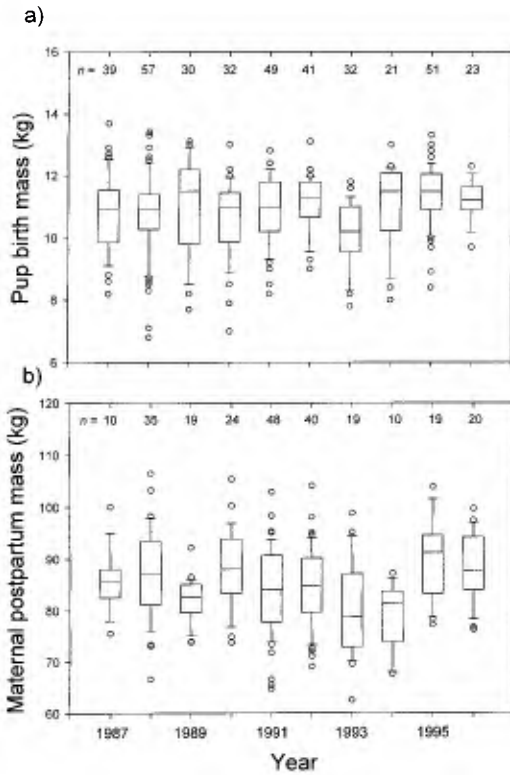 a)
n = 39 57 30 32 49 41 32 21 51 23
16
14
12
10
8
6
Pup birth mass (kg)
b)
n = 10 35 19 24 48 40 19 10 19 20
120
110
100
90
80
70
60
Maternal postpartum mass (kg)
1987 1989 1991 1993 1995
Year